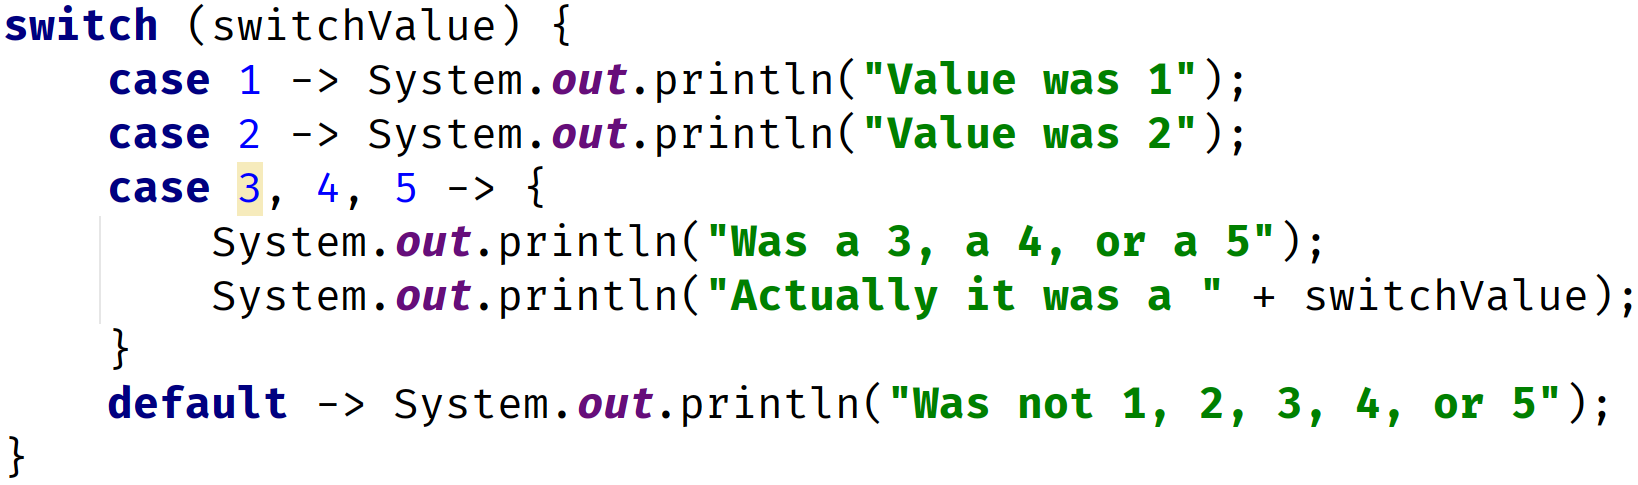 switch (switchValue) {
    case 1 -> System.out.println("Value was 1");
    case 2 -> System.out.println("Value was 2");
    case 3, 4, 5 -> {
        System.out.println("Was a 3, a 4, or a 5");
        System.out.println("Actually it was a " + switchValue);
    }
    default -> System.out.println("Was not 1, 2, 3, 4, or 5");
}